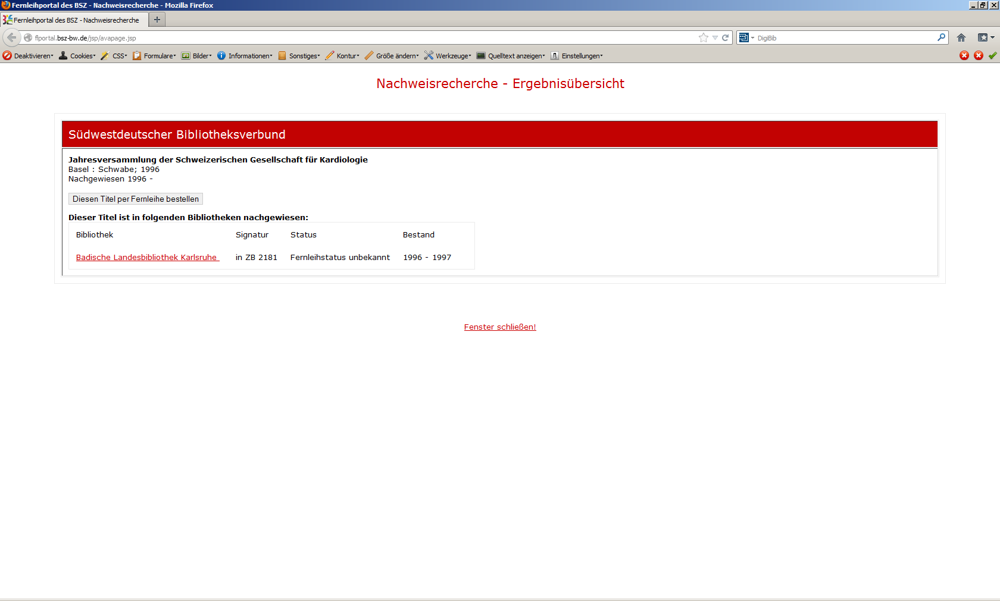 Fernleihportal des BSZ - Nachweisrecherche - Mozilla Firefox
Fernleihportal des BSZ - Nachweisrecherche
flportal.bsz-bw.de/jsp/avapage.jsp
DigiBib
Deaktivieren Cookies CSS Formulare Bilder Informationen Sonstiges Kontur Größe ändern Werkzeuge Quelltext anzeigen Einstellungen
Nachweisrecherche - Ergebnisübersicht
Südwestdeutscher Bibliotheksverbund
Jahresversammlung der Schweizerischen Gesellschaft für Kardiologie
Basel : Schwabe; 1996
Nachgewiesen 1996 -
Diesen Titel per Fernleihe bestellen
Dieser Titel ist in folgenden Bibliotheken nachgewiesen:
Bibliothek Signatur Status Bestand
Badische Landesbibliothek Karlsruhe in ZB 2181 Fernleihstatus unbekannt 1996 - 1997
Fenster schließen!